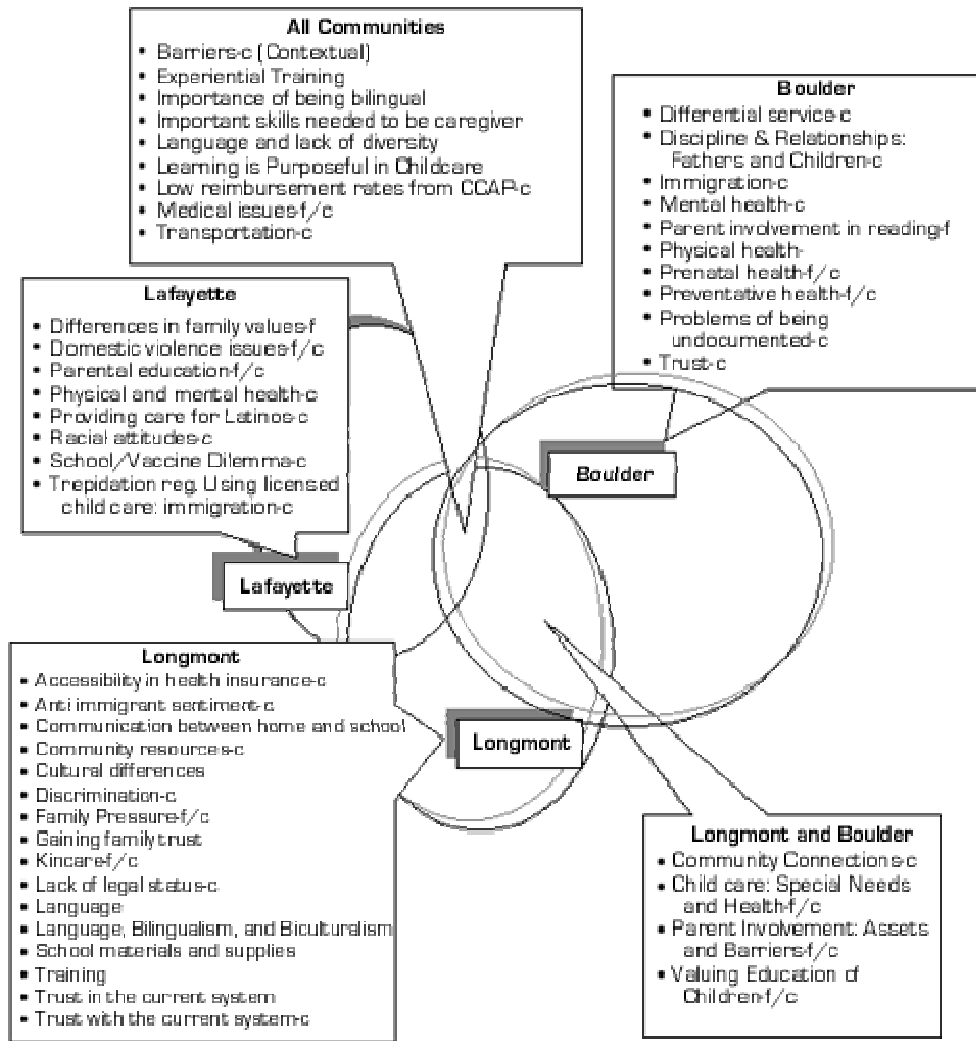 All Communities
• Barriers-c (Contextual)
• Experiential Training
• Importance of being bilingual
• Important skills needed to be caregiver
• Language and lack of diversity
• Learning is Purposeful in Childcare
• Low reimbursement rates from CCAP-c
• Medical issues-f/c
• Transportation-c
Boulder
• Differential service-c
• Discipline & Relationships:
Fathers and Children-c
• Immigration-c
• Mental health-c
• Parent involvement in reading-f
• Physical health-
• Prenatal health-f/c
• Preventative health-f/c
• Problems of being
undocumented-c
• Trust-c
Lafayette
• Differences in family values-f
• Domestic violence issues-f/c
• Parental education-f/c
• Physical and mental health-c
• Providing care for Latinos-c
• Racial attitudes-c
• School/Vaccine Dilemma-c
• Trepidation reg. Using licensed
child care: immigration-c
Boulder
Lafayette
Longmont
• Accessibility in health insurance-c
• Anti immigrant sentiment-c
• Communication between home and school
• Community resources-c
• Cultural differences
• Discrimination-c
• Family Pressure-f/c
• Gaining family trust
• Kincare-f/c
• Lack of legal status-c
• Language
• Language, Bilingualism, and Biculturalism
• School materials and supplies
• Training
• Trust in the current system
• Trust with the current system-c
Longmont
Longmont and Boulder
• Community Connections-c
• Child care: Special Needs
and Health-f/c
• Parent Involvement: Assets
and Barriers-f/c
• Valuing Education of
Children-f/c